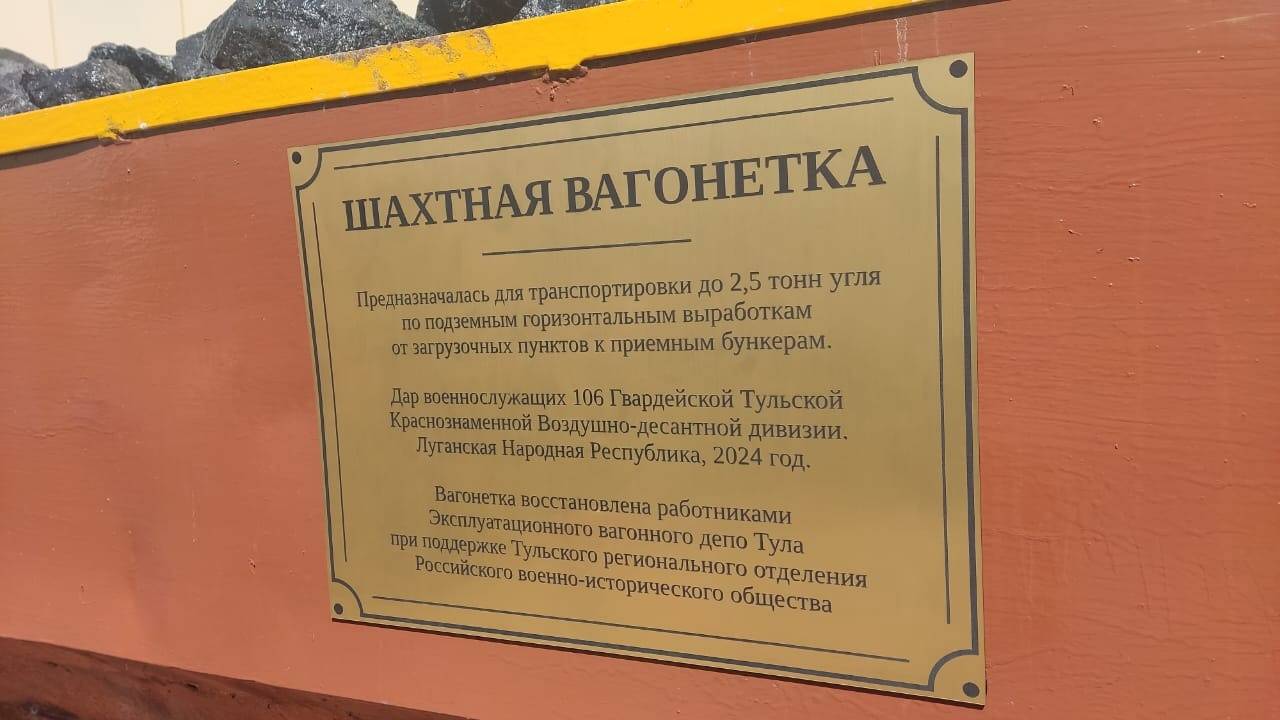 ШАХТНАЯ ВАГОНЕТКА
Предназначалась для транспортировки до 2,5 тонн угля
по подземным горизонтальным выработкам
от загрузочных пунктов к приемным бункерам.
Дар военнослужащих 106 Гвардейской Тульской
Краснознаменной Воздушно-десантной дивизии.
Луганская Народная Республика, 2024 год.
Вагонетка восстановлена работниками
Эксплуатационного вагонного депо Тула
при поддержке Тульского регионального отделения
Российского военно-исторического общества